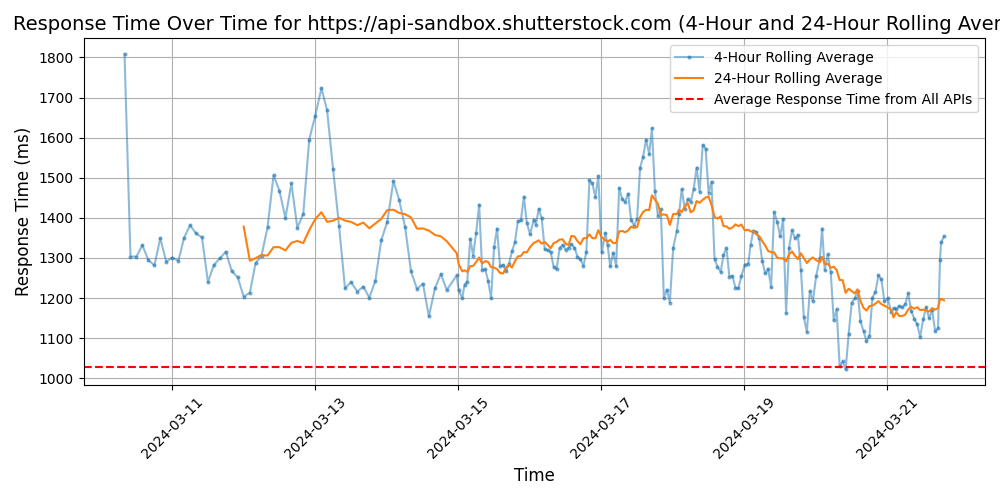 Response Time Over Time for https://api-sandbox.shutterstock.com (4-Hour and 24-Hour Rolling Aver
4-Hour Rolling Average
24-Hour Rolling Average
Average Response Time from All APIs
Response Time (ms)
1800
1700
1600
1500
1400
1300
1200
1100
1000
2024-03-11
2024-03-13
2024-03-15
2024-03-17
2024-03-19
2024-03-21
Time